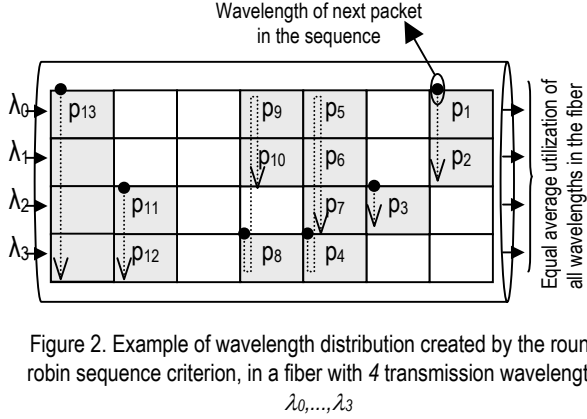 Wavelength of next packet
in the sequence
λ0 p13 p9 p5 p1
λ1 p10 p6 p2
λ2 p11 p7 p3
λ3 p12 p8 p4
Equal average utilization of
all wavelengths in the fiber
Figure 2. Example of wavelength distribution created by the roun
robin sequence criterion, in a fiber with 4 transmission wavelengt
λ0,...,λ3